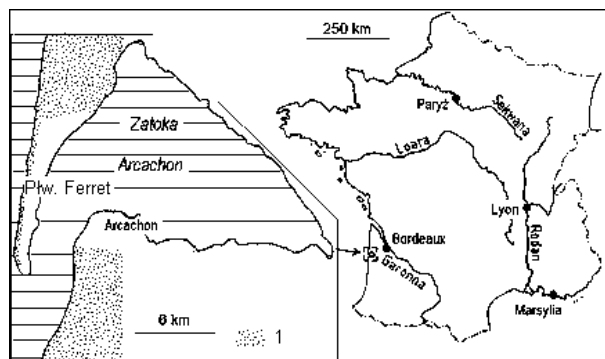 250 km
Paryż
Sekwana
Zatoka
Loara
Arcachon
Płw. Ferret
Lyon
Rodan
Arcachon
Bordeaux
Garonna
Marsylia
6 km
1